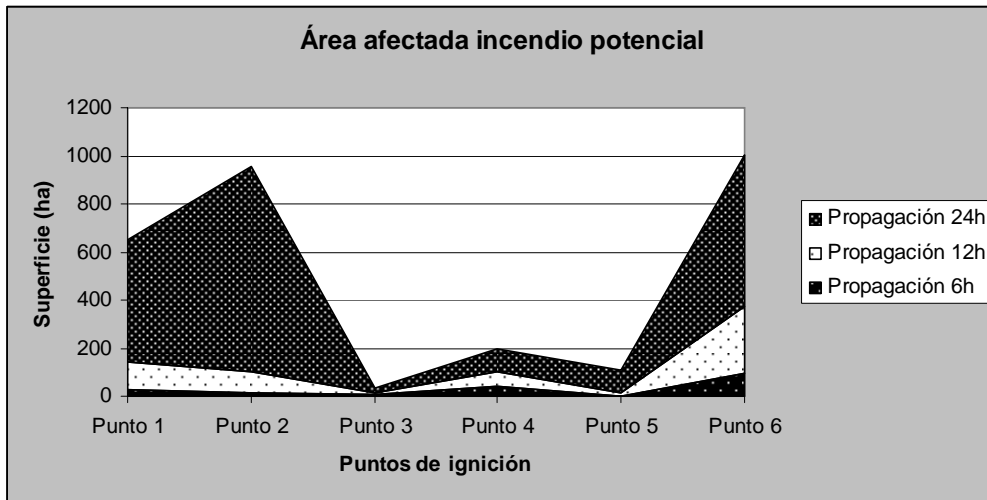 Área afectada incendio potencial
1200
1000
800
600
400
200
0
Superficie (ha)
Punto 1 Punto 2 Punto 3 Punto 4 Punto 5 Punto 6
Puntos de ignición
Propagación 24h
Propagación 12h
Propagación 6h